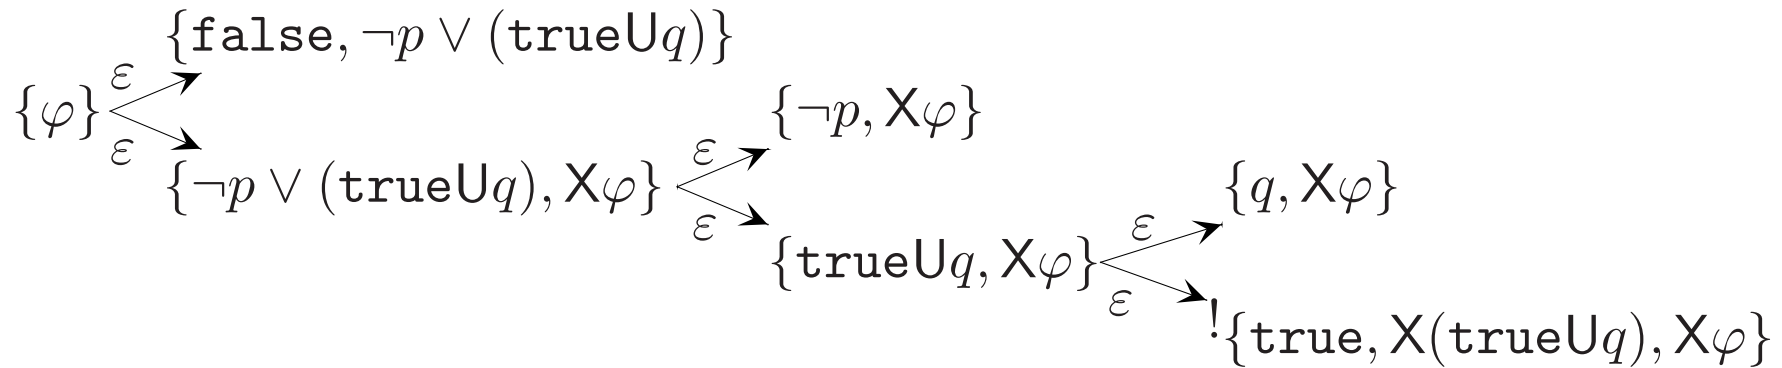 {false, ¬p ∨ (trueUq)}
ε
{φ}
ε
{¬p ∨ (trueUq), Xφ}
ε
{¬p, Xφ}
ε
{trueUq, Xφ}
ε
{q, Xφ}
ε
!{true, X(trueUq), Xφ}